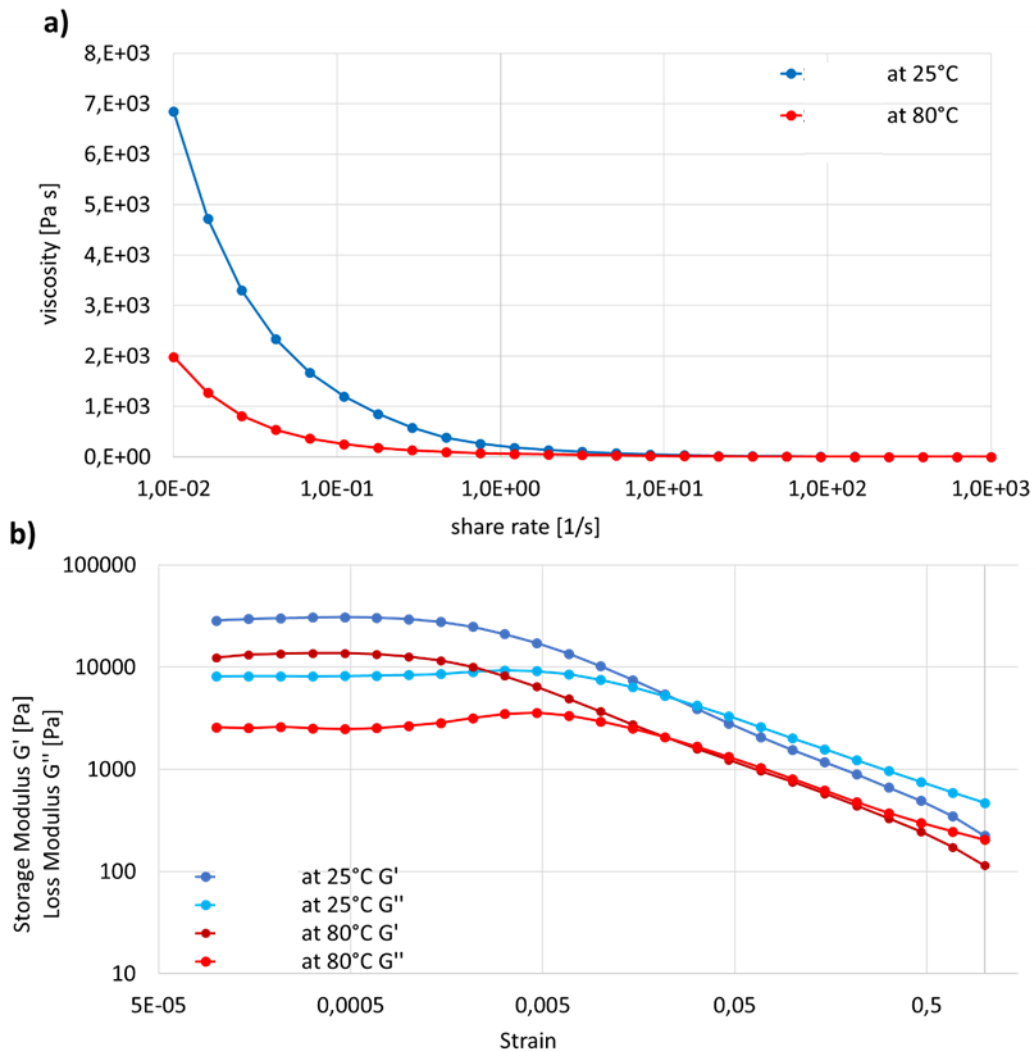 a)
8,E+03
7,E+03
6,E+03
5,E+03
4,E+03
3,E+03
2,E+03
1,E+03
0,E+00
viscosity [Pa s]
at 25°C
at 80°C
1,0E-02 1,0E-01 1,0E+00 1,0E+01 1,0E+02 1,0E+03
share rate [1/s]
b)
100000
10000
1000
100
10
Storage Modulus G' [Pa]
Loss Modulus G'' [Pa]
at 25°C G'
at 25°C G''
at 80°C G'
at 80°C G''
5E-05 0,0005 0,005 0,05 0,5
Strain